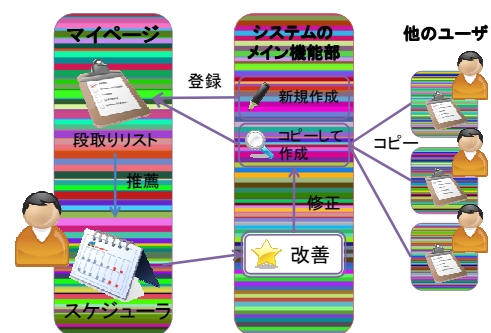 マイページ
システムの
メイン機能部
他のユーザ
登録
新規作成
コピーして
作成
コピー
段取りリスト
推薦
修正
改善
スケジューラ